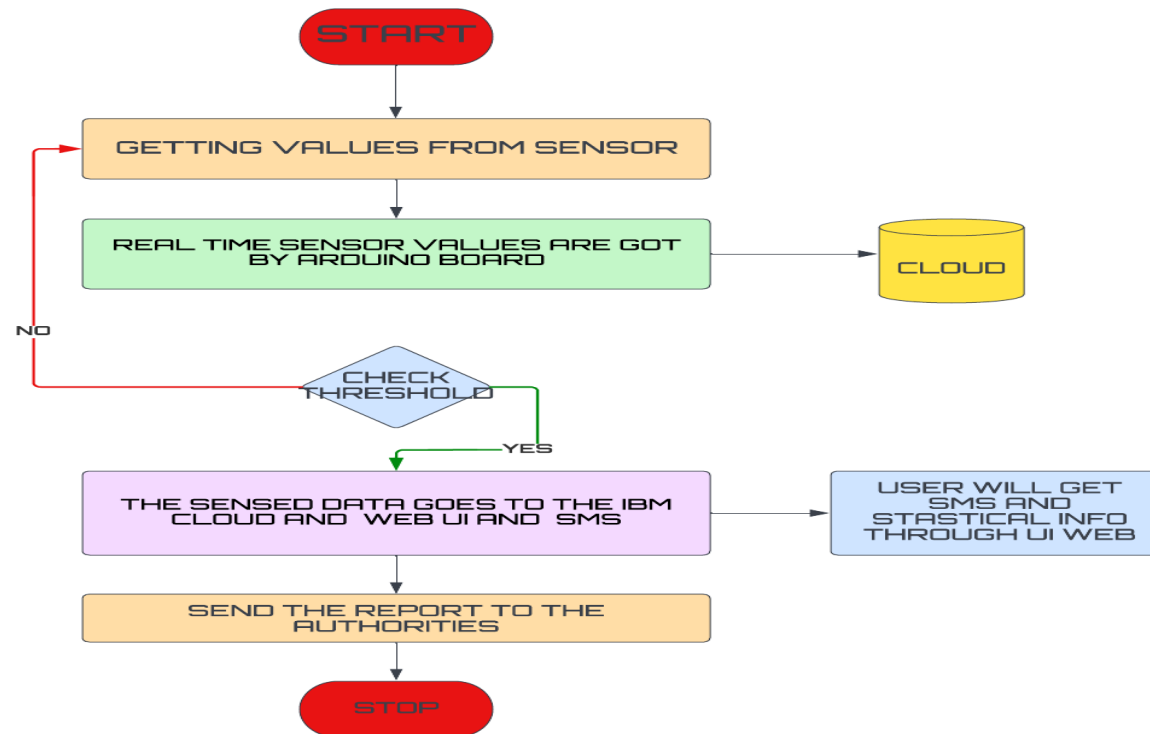 START
GETTING VALUES FROM SENSOR
REAL TIME SENSOR VALUES ARE GOT
BY ARDUINO BOARD
CLOUD
NO
CHECK
THRESHOLD
YES
THE SENSED DATA GOES TO THE IBM
CLOUD AND WEB UI AND SMS
USER WILL GET
SMS AND
STASTICAL INFO
THROUGH UI WEB
SEND THE REPORT TO THE
AUTHORITIES
STOP